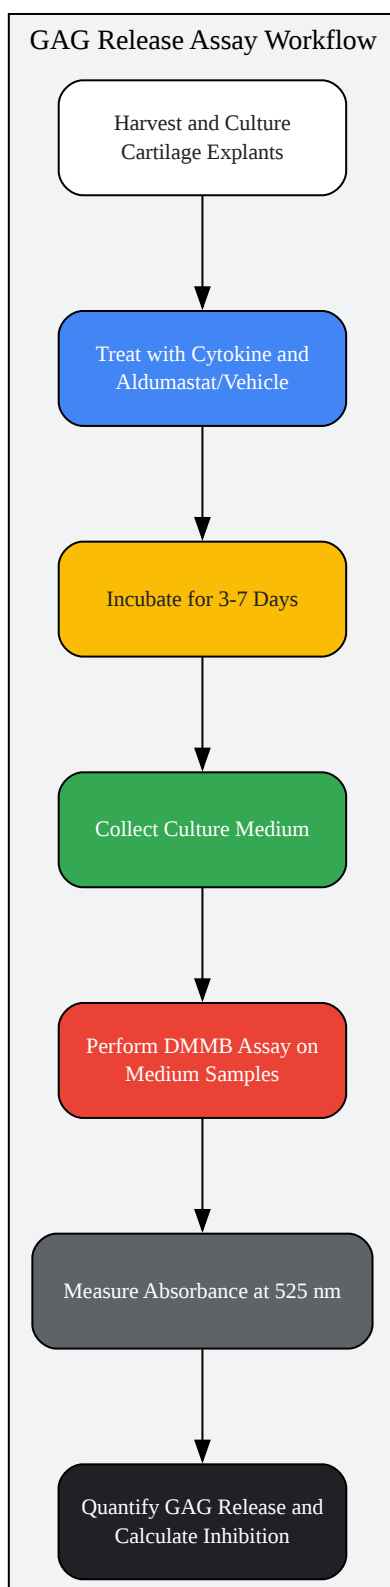 GAG Release Assay Workflow
Harvest and Culture
Cartilage Explants
Treat with Cytokine and
Aldumastat/Vehicle
Incubate for 3-7 Days
Collect Culture Medium
Perform DMMB Assay on
Medium Samples
Measure Absorbance at 525 nm
Quantify GAG Release and
Calculate Inhibition